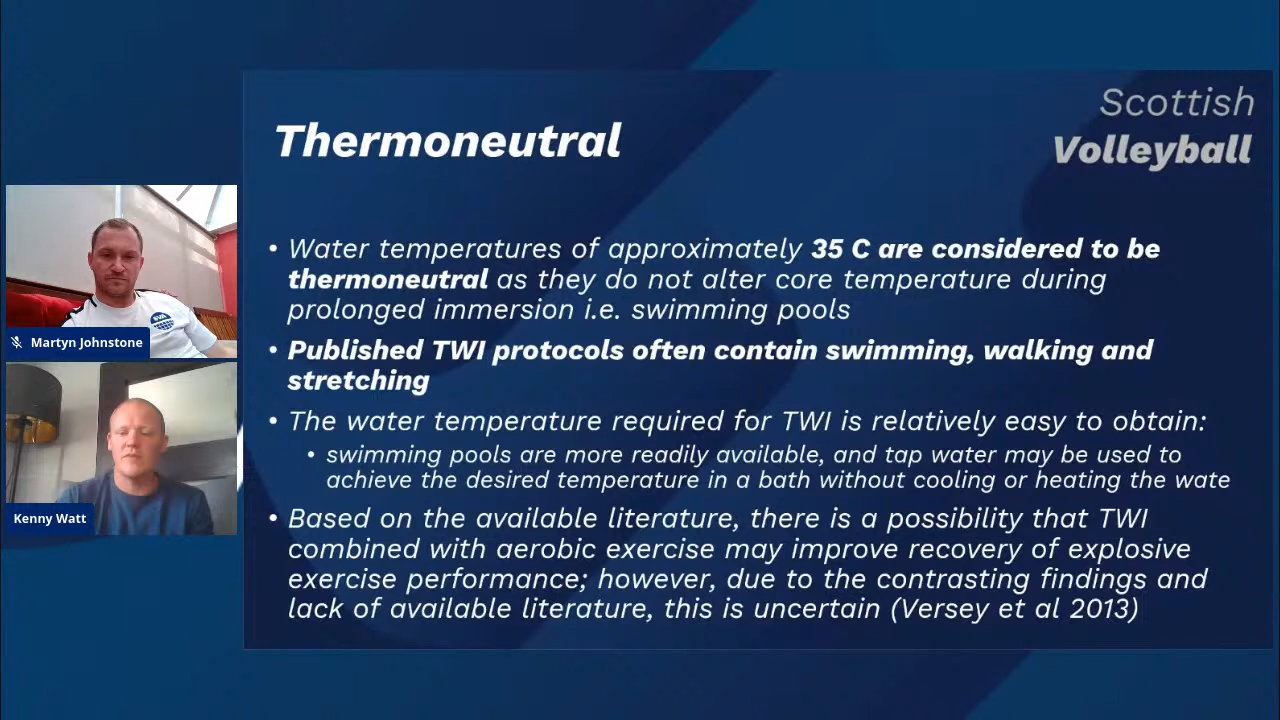 Scottish
Volleyball
Thermoneutral
• Water temperatures of approximately 35 C are considered to be
thermoneutral as they do not alter core temperature during
prolonged immersion i.e. swimming pools
• Published TWI protocols often contain swimming, walking and
stretching
• The water temperature required for TWI is relatively easy to obtain:
• swimming pools are more readily available, and tap water may be used to
achieve the desired temperature in a bath without cooling or heating the wate
• Based on the available literature, there is a possibility that TWI
combined with aerobic exercise may improve recovery of explosive
exercise performance; however, due to the contrasting findings and
lack of available literature, this is uncertain (Versey et al 2013)
Martyn Johnstone
Kenny Watt